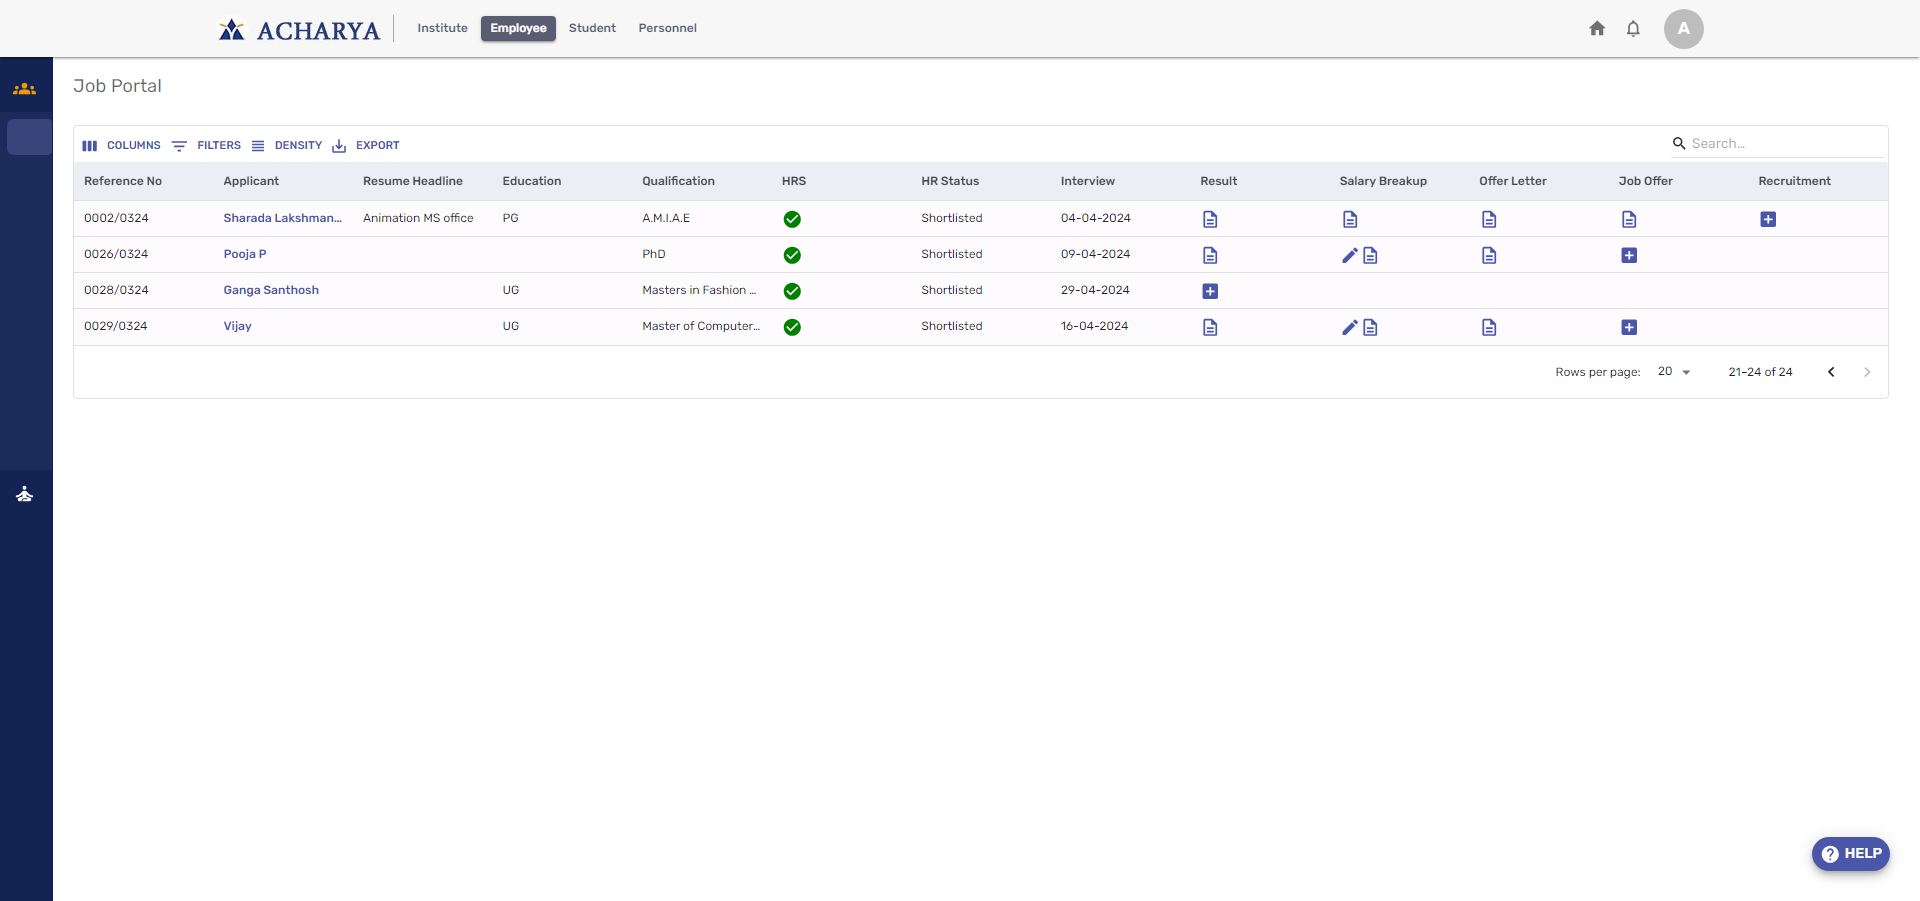 ACHARYA Institute Employee Student Personnel A
Job Portal
COLUMNS FILTERS DENSITY EXPORT Search…
Reference No Applicant Resume Headline Education Qualification HRS HR Status Interview Result Salary Breakup Offer Letter Job Offer Recruitment
0002/0324 Sharada Lakshman... Animation MS office PG A.M.I.A.E Shortlisted 04-04-2024
0026/0324 Pooja P PhD Shortlisted 09-04-2024
0028/0324 Ganga Santhosh UG Masters in Fashion ... Shortlisted 29-04-2024
0029/0324 Vijay UG Master of Computer... Shortlisted 16-04-2024
Rows per page: 20 21–24 of 24
HELP